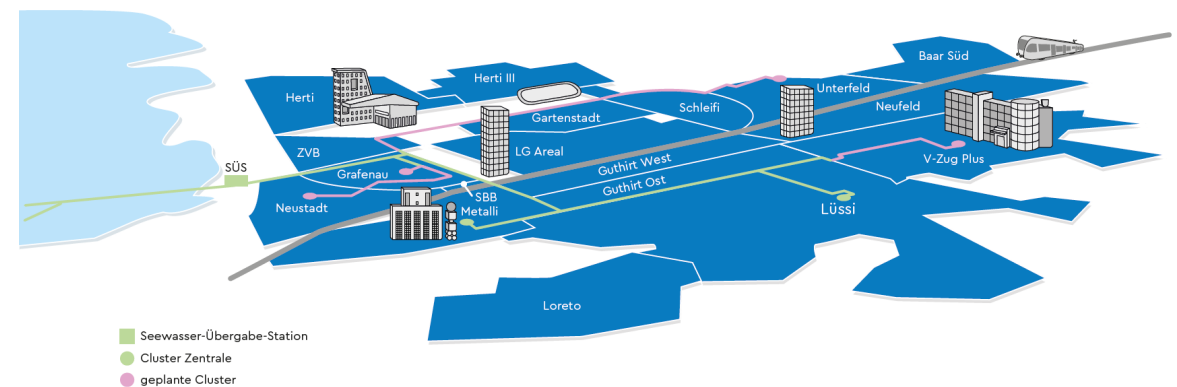 Baar Süd
Herti III
Herti
Unterfeld
Neufeld
Schleifi
Gartenstadt
ZVB
LG Areal
V-Zug Plus
SÜS
Grafenau
Guthirt West
Guthirt Ost
SBB
Neustadt
Metalli
Lüssi
Loreto
Seewasser-Übergabe-Station
Cluster Zentrale
geplante Cluster